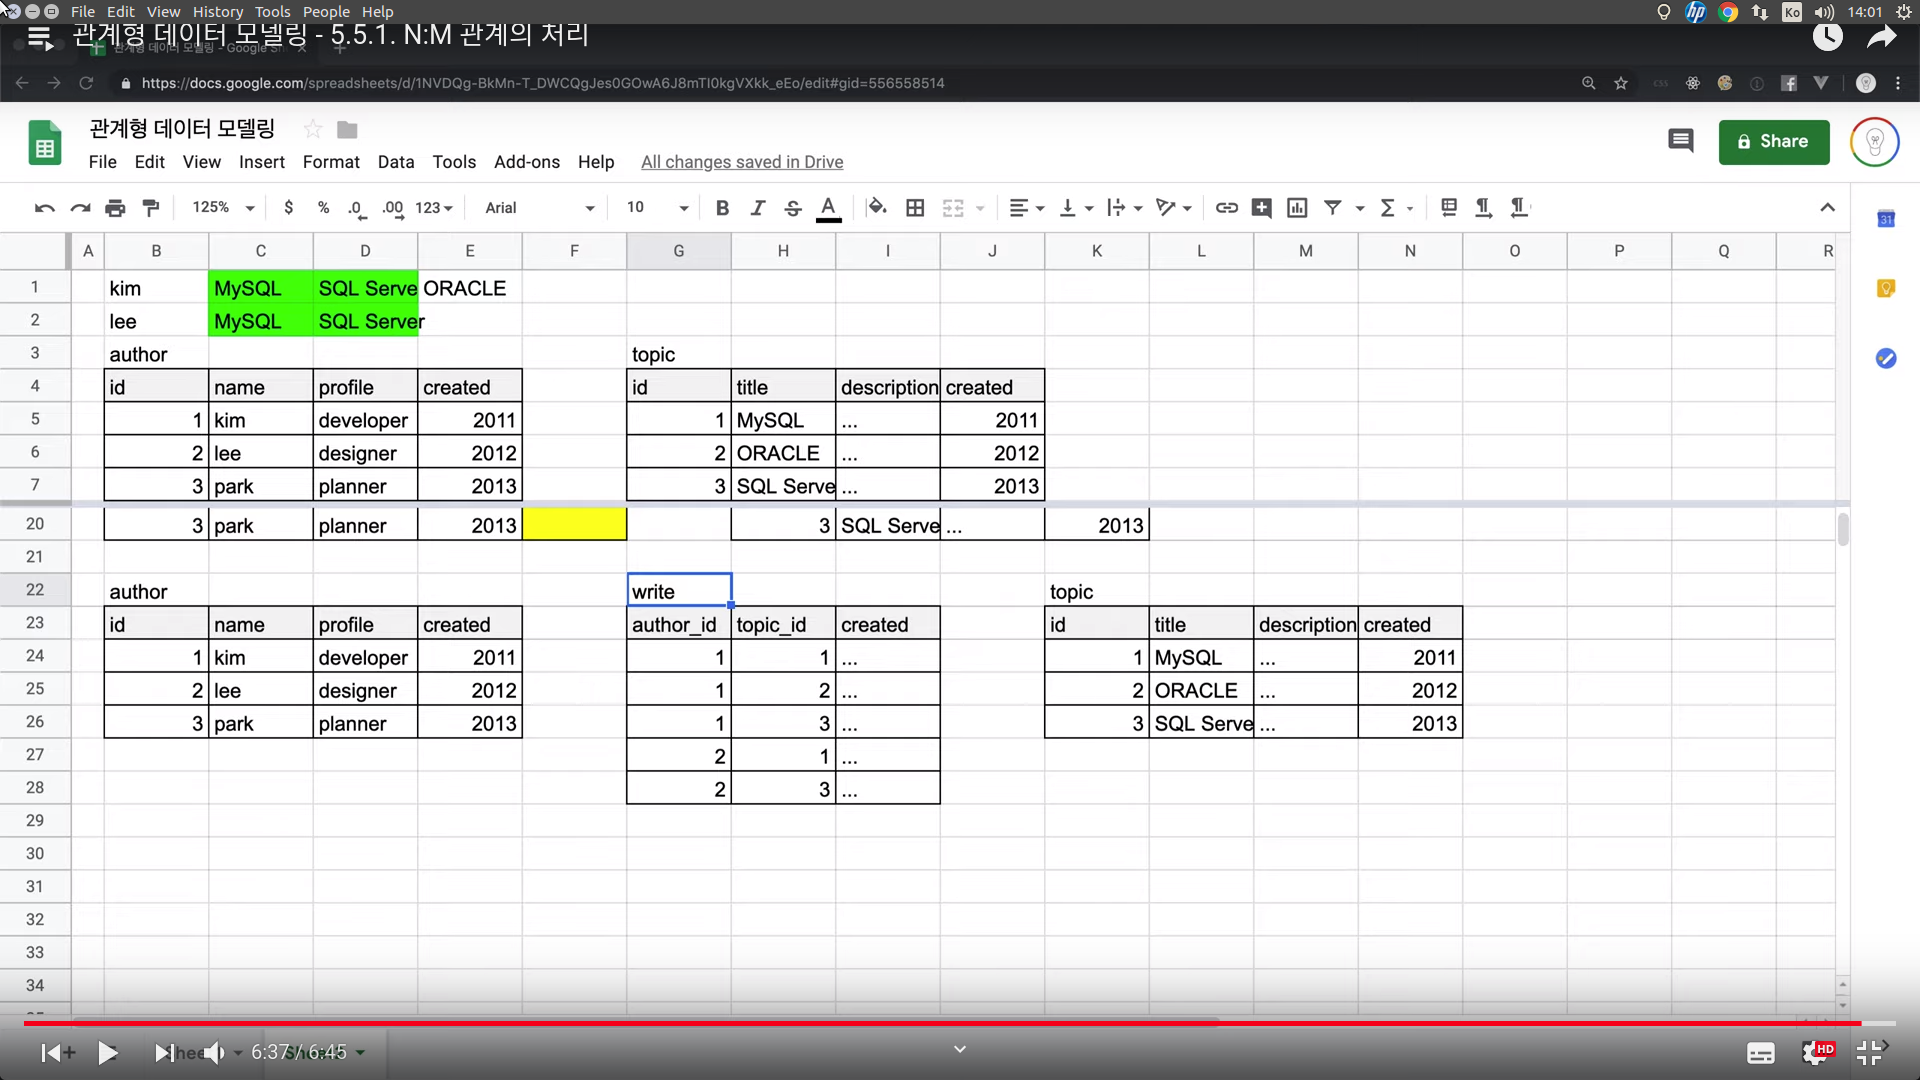 File Edit View History Tools People Help
Ko 14:01
관계형 데이터 모델링 - 5.5.1. N:M 관계의 처리
https://docs.google.com/spreadsheets/d/1NVDQg-BkMn-T_DWCQgJes0GOwA6J8mTI0kgVXkk_eEo/edit#gid=556558514
관계형 데이터 모델링
File Edit View Insert Format Data Tools Add-ons Help All changes saved in Drive
Share
125% $ % .0 .00 123 Arial 10 B I S A Σ
31
A B C D E F G H I J K L M N O P Q R
1 kim MySQL SQL Serve ORACLE
2 lee MySQL SQL Server
3 author topic
4 id name profile created id title description created
5 1 kim developer 2011 1 MySQL ... 2011
6 2 lee designer 2012 2 ORACLE ... 2012
7 3 park planner 2013 3 SQL Serve ... 2013
20 3 park planner 2013 3 SQL Serve ... 2013
21
22 author write topic
23 id name profile created author_id topic_id created id title description created
24 1 kim developer 2011 1 1 ... 1 MySQL ... 2011
25 2 lee designer 2012 1 2 ... 2 ORACLE ... 2012
26 3 park planner 2013 1 3 ... 3 SQL Serve ... 2013
27 2 1 ...
28 2 3 ...
29
30
31
32
33
34
6:37 / 6:45
HD